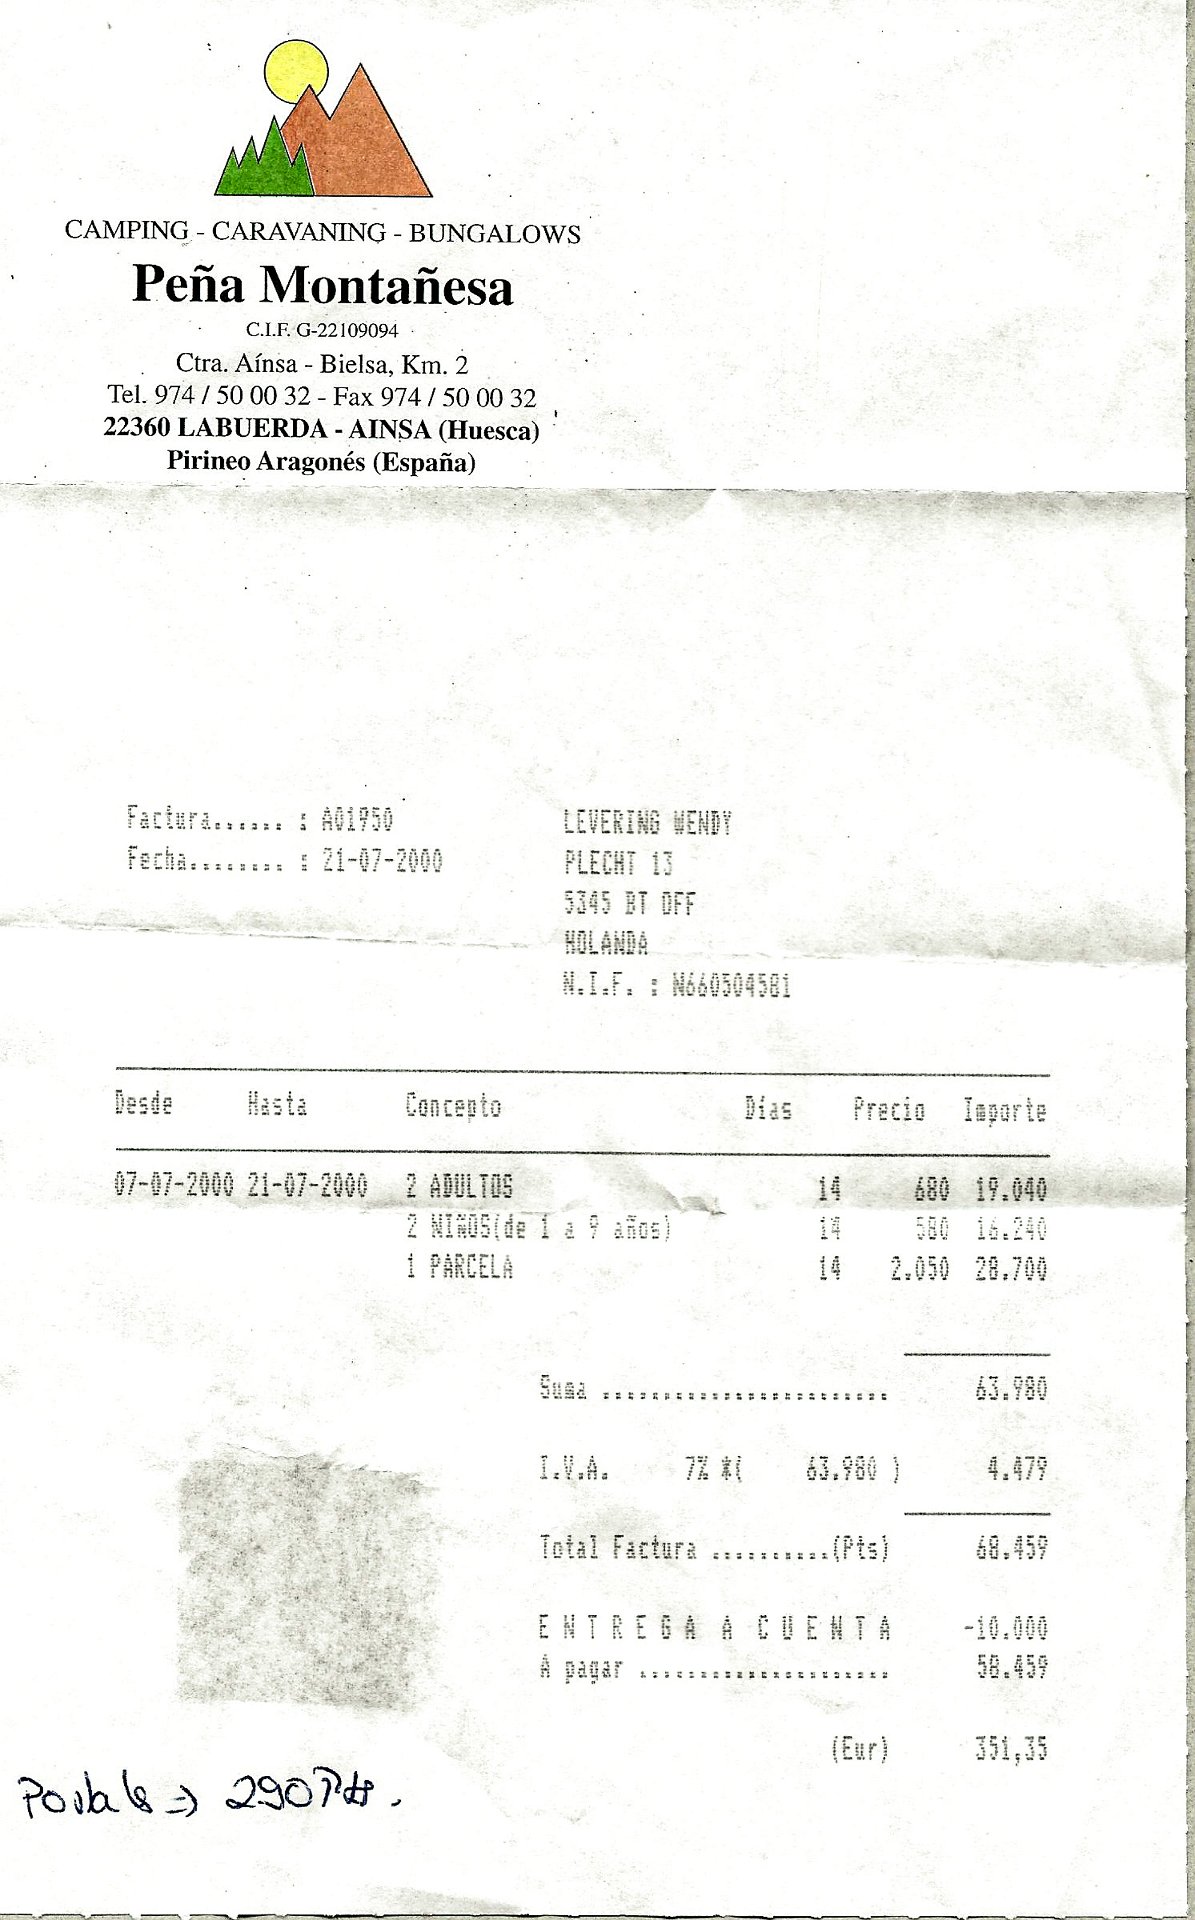 CAMPING - CARAVANING - BUNGALOWS
Peña Montañesa
C.I.F. G-22109094
Ctra. Aínsa - Bielsa, Km. 2
Tel. 974 / 50 00 32 - Fax 974 / 50 00 32
22360 LABUERDA - AINSA (Huesca)
Pirineo Aragonés (España)
Factura...... : A01950
Fecha........ : 21-07-2000
LEVERING WENDY
PLECHT 13
5345 BT OFF
HOLANDA
N.I.F. : N660504581
Desde Hasta Concepto Días Precio Importe
07-07-2000 21-07-2000 2 ADULTOS 14 680 19.040
2 NIÑOS(de 1 a 9 años) 14 580 16.240
1 PARCELA 14 2.050 28.700
Suma ........................ 63.980
I.V.A. 7% *( 63.980 ) 4.479
Total Factura ..........(Pts) 68.459
E N T R E G A  A  C U E N T A -10.000
A pagar ..................... 58.459
(Eur) 351,35
Postales => 290 Pts.